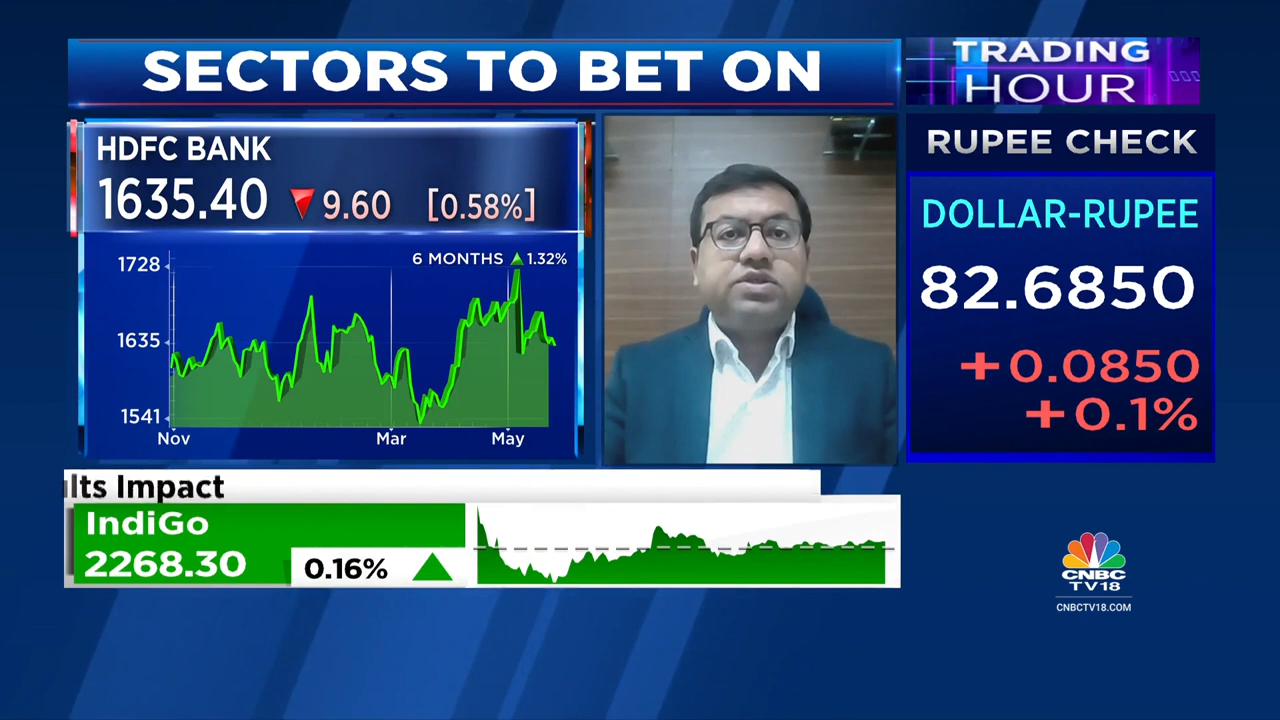 SECTORS TO BET ON
TRADING
HOUR
HDFC BANK
1635.40 ▼ 9.60 [0.58%]
6 MONTHS ▲ 1.32%
1728
1635
1541
Nov Mar May
RUPEE CHECK
DOLLAR-RUPEE
82.6850
+0.0850
+0.1%
lts Impact
IndiGo
2268.30 0.16% ▲
CNBC
TV18
CNBCTV18.COM